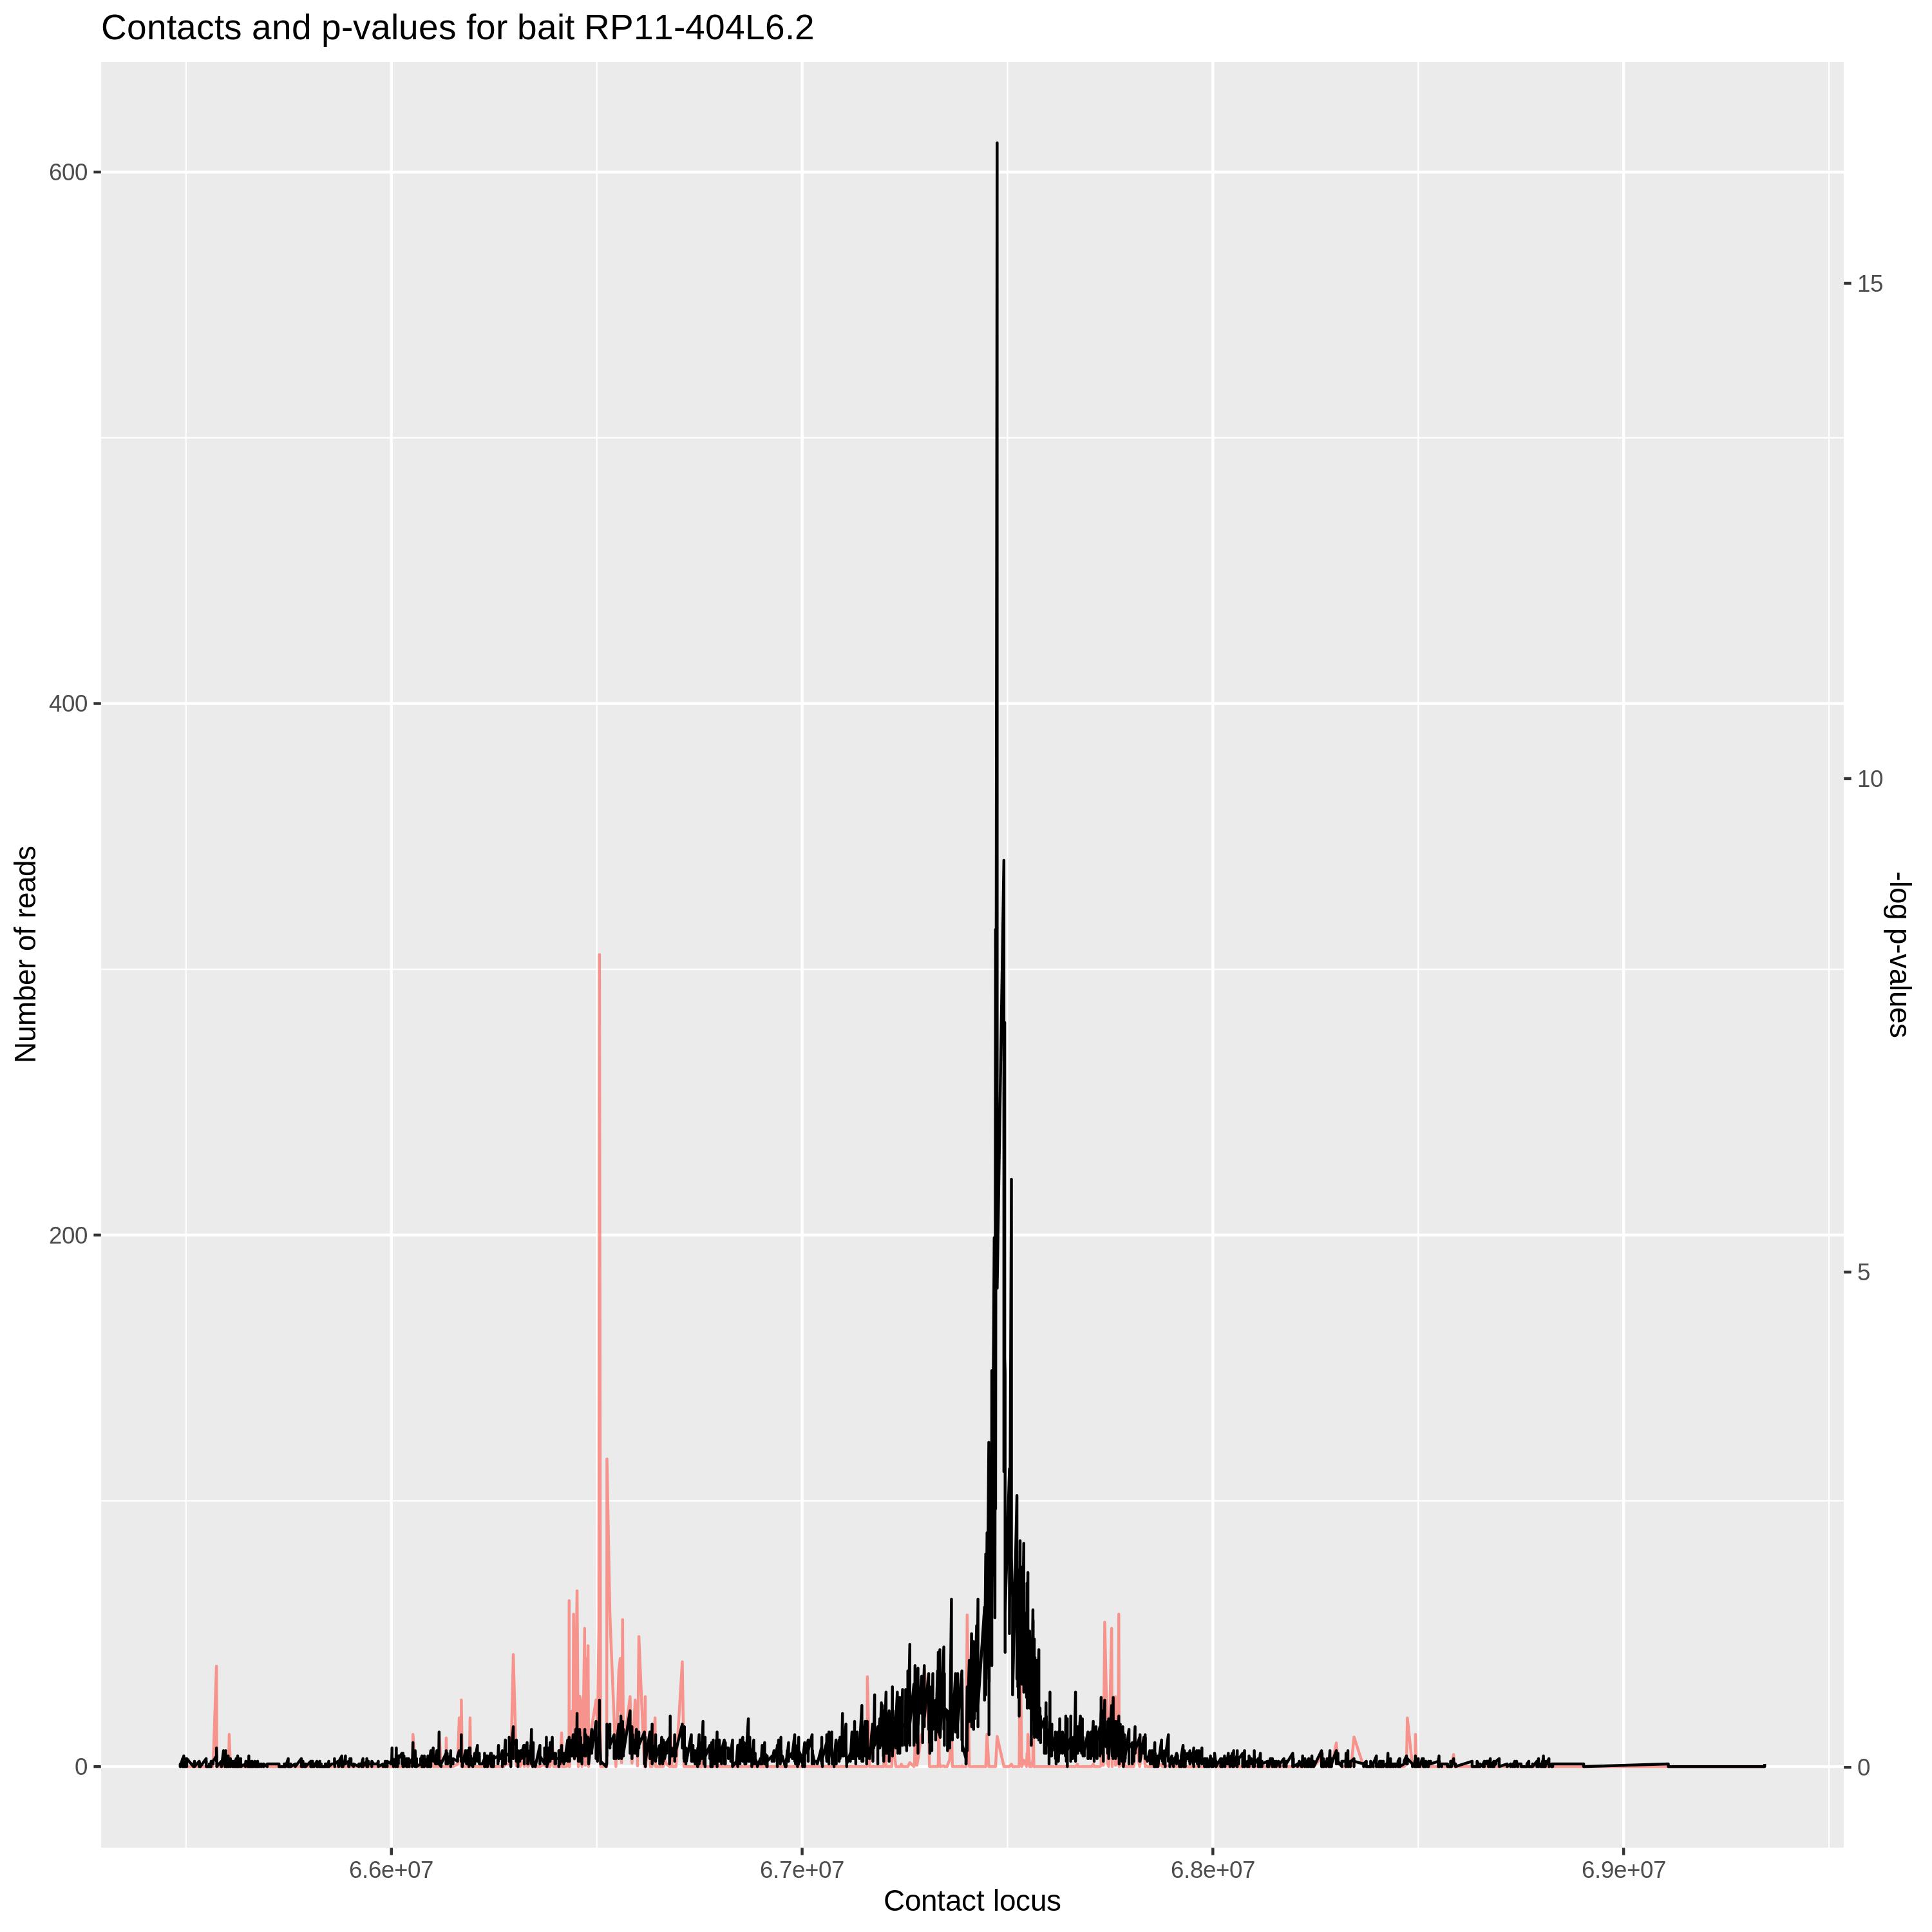 Contacts and p-values for bait RP11-404L6.2
600
400
200
0
Number of reads
15
10
5
0
-log p-values
6.6e+07
6.7e+07
6.8e+07
6.9e+07
Contact locus